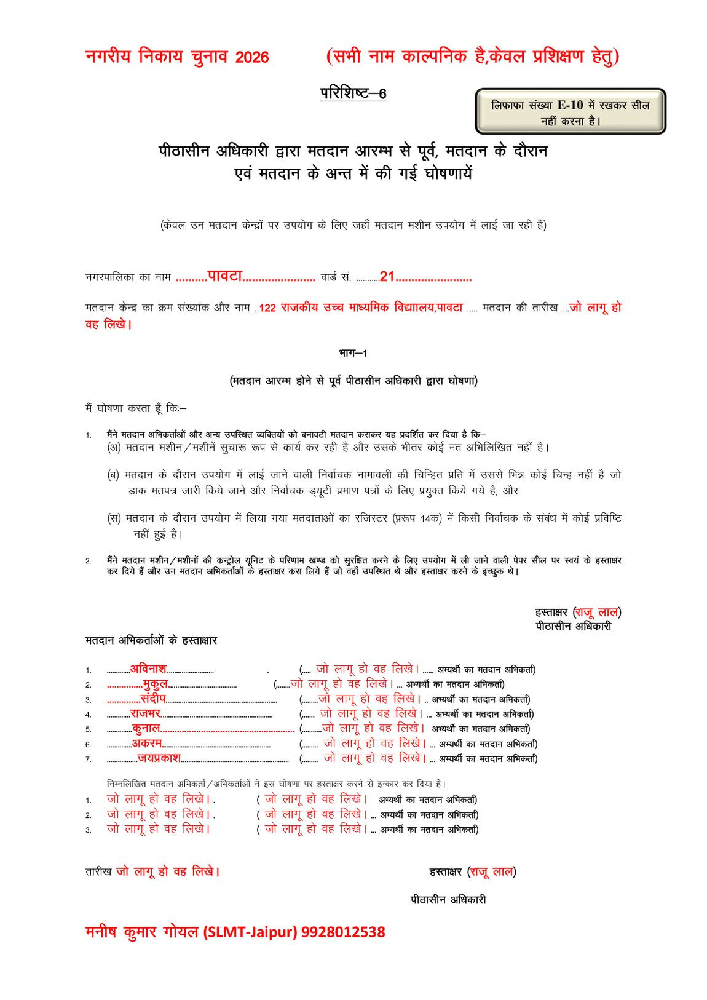 नगरीय निकाय चुनाव 2026 (सभी नाम काल्पनिक है,केवल प्रशिक्षण हेतु)
परिशिष्ट–6
लिफाफा संख्या E-10 में रखकर सील
नहीं करना है।
पीठासीन अधिकारी द्वारा मतदान आरम्भ से पूर्व, मतदान के दौरान
एवं मतदान के अन्त में की गई घोषणायें
(केवल उन मतदान केन्द्रों पर उपयोग के लिए जहाँ मतदान मशीन उपयोग में लाई जा रही है)
नगरपालिका का नाम ..........पावटा....................... वार्ड सं. ...........21........................
मतदान केन्द्र का क्रम संख्यांक और नाम ..122 राजकीय उच्च माध्यमिक विद्याालय,पावटा ..... मतदान की तारीख ...जो लागू हो
वह लिखे।
भाग–1
(मतदान आरम्भ होने से पूर्व पीठासीन अधिकारी द्वारा घोषणा)
मैं घोषणा करता हूँ कि:–
1. मैंने मतदान अभिकर्ताओं और अन्य उपस्थित व्यक्तियों को बनावटी मतदान कराकर यह प्रदर्शित कर दिया है कि–
(अ) मतदान मशीन/मशीनें सुचारू रूप से कार्य कर रही है और उसके भीतर कोई मत अभिलिखित नहीं है।
(ब) मतदान के दौरान उपयोग में लाई जाने वाली निर्वाचक नामावली की चिन्हित प्रति में उससे भिन्न कोई चिन्ह नहीं है जो
डाक मतपत्र जारी किये जाने और निर्वाचक ड्यूटी प्रमाण पत्रों के लिए प्रयुक्त किये गये है, और
(स) मतदान के दौरान उपयोग में लिया गया मतदाताओं का रजिस्टर (प्ररूप 14क) में किसी निर्वाचक के संबंध में कोई प्रविष्टि
नहीं हुई है।
2. मैंने मतदान मशीन/मशीनों की कन्ट्रोल यूनिट के परिणाम खण्ड को सुरक्षित करने के लिए उपयोग में ली जाने वाली पेपर सील पर स्वयं के हस्ताक्षर
कर दिये हैं और उन मतदान अभिकर्ताओं के हस्ताक्षर करा लिये हैं जो वहाँ उपस्थित थे और हस्ताक्षर करने के इच्छुक थे।
हस्ताक्षर (राजू लाल)
पीठासीन अधिकारी
मतदान अभिकर्ताओं के हस्ताक्षार
1. .............अविनाश.......................... . (..... जो लागू हो वह लिखे। ...... अभ्यर्थी का मतदान अभिकर्ता)
2. ..............मुकुल...................................... (........जो लागू हो वह लिखे। ... अभ्यर्थी का मतदान अभिकर्ता)
3. .............संदीप.............................................................. (.........जो लागू हो वह लिखे। .. अभ्यर्थी का मतदान अभिकर्ता)
4. .............राजभर.............................................................. (....... जो लागू हो वह लिखे। ... अभ्यर्थी का मतदान अभिकर्ता)
5. ..............कुनाल..................................................... (...........जो लागू हो वह लिखे। अभ्यर्थी का मतदान अभिकर्ता)
6. ..............अकरम............................................................ (......... जो लागू हो वह लिखे। ... अभ्यर्थी का मतदान अभिकर्ता)
7. .................जयप्रकाश............................................................ (......... जो लागू हो वह लिखे। ... अभ्यर्थी का मतदान अभिकर्ता)
निम्नलिखित मतदान अभिकर्ता/अभिकर्ताओं ने इस घोषणा पर हस्ताक्षर करने से इन्कार कर दिया है।
1. जो लागू हो वह लिखे। . ( जो लागू हो वह लिखे। अभ्यर्थी का मतदान अभिकर्ता)
2. जो लागू हो वह लिखे। . ( जो लागू हो वह लिखे। ... अभ्यर्थी का मतदान अभिकर्ता)
3. जो लागू हो वह लिखे। ( जो लागू हो वह लिखे। ... अभ्यर्थी का मतदान अभिकर्ता)
तारीख जो लागू हो वह लिखे। हस्ताक्षर (राजू लाल)
पीठासीन अधिकारी
मनीष कुमार गोयल (SLMT-Jaipur) 9928012538